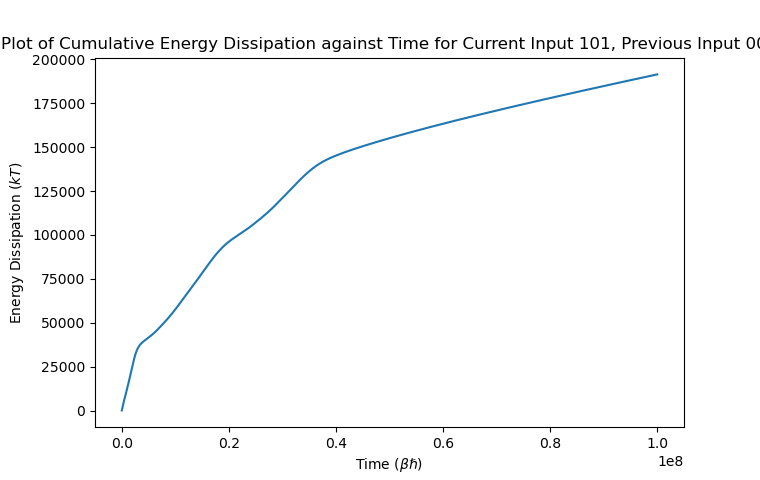 Plot of Cumulative Energy Dissipation against Time for Current Input 101, Previous Input 00
200000
175000
150000
125000
100000
75000
50000
25000
0
Energy Dissipation (kT)
0.0 0.2 0.4 0.6 0.8 1.0
1e8
Time (βħ)